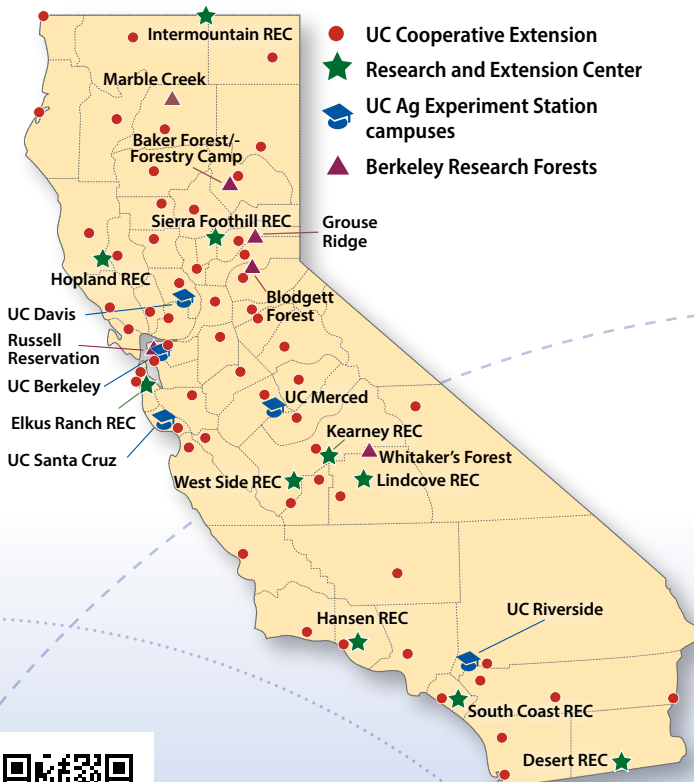 Intermountain REC
UC Cooperative Extension
Research and Extension Center
UC Ag Experiment Station
campuses
Berkeley Research Forests
Marble Creek
Baker Forest/-
Forestry Camp
Sierra Foothill REC
Grouse
Ridge
Hopland REC
Blodgett
Forest
UC Davis
Russell
Reservation
UC Berkeley
UC Merced
Elkus Ranch REC
Kearney REC
UC Santa Cruz
Whitaker's Forest
West Side REC
Lindcove REC
Hansen REC
UC Riverside
South Coast REC
Desert REC